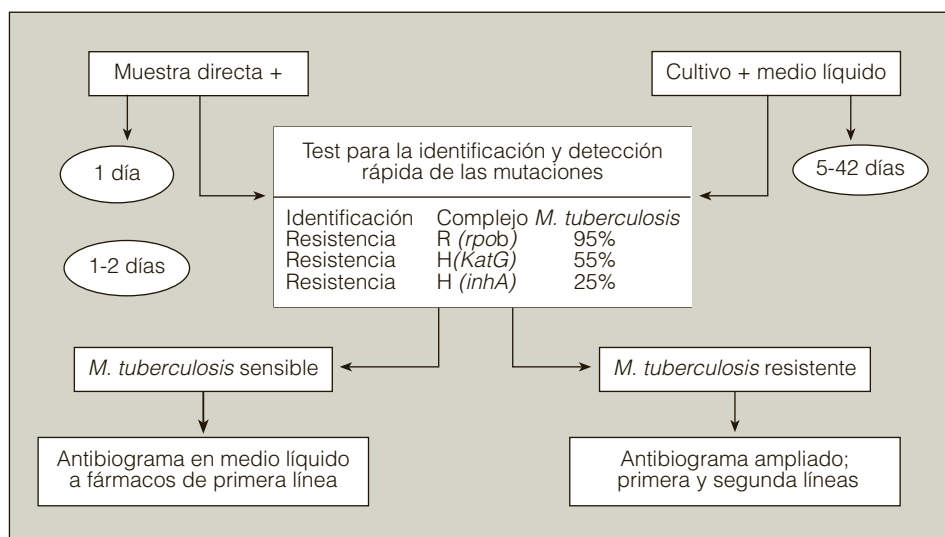 Muestra directa +
Cultivo + medio líquido
1 día
5-42 días
Test para la identificación y detección
rápida de las mutaciones
Identificación Complejo M. tuberculosis
Resistencia R (rpob) 95%
Resistencia H(KatG) 55%
Resistencia H (inhA) 25%
1-2 días
M. tuberculosis sensible
M. tuberculosis resistente
Antibiograma en medio líquido
a fármacos de primera línea
Antibiograma ampliado;
primera y segunda líneas